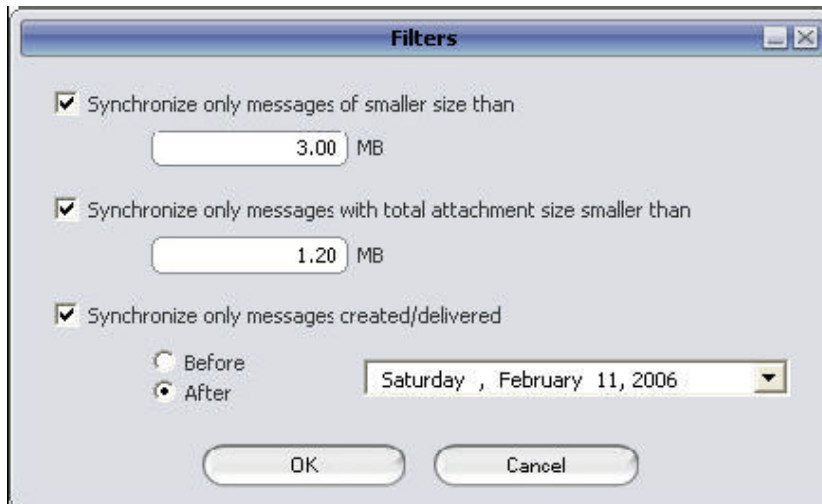 Filters
Synchronize only messages of smaller size than
3.00 MB
Synchronize only messages with total attachment size smaller than
1.20 MB
Synchronize only messages created/delivered
Before
After
Saturday , February 11, 2006
OK Cancel